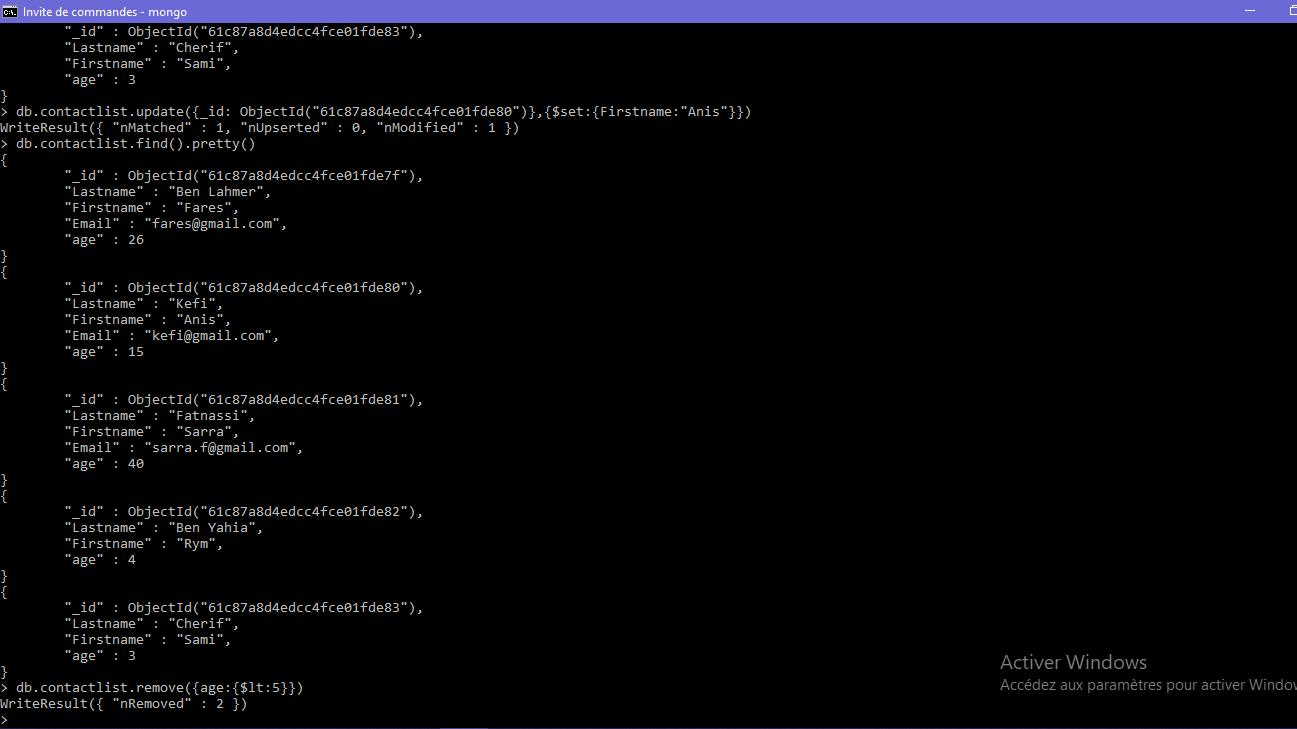 Invite de commandes - mongo
"_id" : ObjectId("61c87a8d4edcc4fce01fde83"),
"Lastname" : "Cherif",
"Firstname" : "Sami",
"age" : 3
}
> db.contactlist.update({_id: ObjectId("61c87a8d4edcc4fce01fde80")},{$set:{Firstname:"Anis"}})
WriteResult({ "nMatched" : 1, "nUpserted" : 0, "nModified" : 1 })
> db.contactlist.find().pretty()
{
"_id" : ObjectId("61c87a8d4edcc4fce01fde7f"),
"Lastname" : "Ben Lahmer",
"Firstname" : "Fares",
"Email" : "fares@gmail.com",
"age" : 26
}
{
"_id" : ObjectId("61c87a8d4edcc4fce01fde80"),
"Lastname" : "Kefi",
"Firstname" : "Anis",
"Email" : "kefi@gmail.com",
"age" : 15
}
{
"_id" : ObjectId("61c87a8d4edcc4fce01fde81"),
"Lastname" : "Fatnassi",
"Firstname" : "Sarra",
"Email" : "sarra.f@gmail.com",
"age" : 40
}
{
"_id" : ObjectId("61c87a8d4edcc4fce01fde82"),
"Lastname" : "Ben Yahia",
"Firstname" : "Rym",
"age" : 4
}
{
"_id" : ObjectId("61c87a8d4edcc4fce01fde83"),
"Lastname" : "Cherif",
"Firstname" : "Sami",
"age" : 3
}
> db.contactlist.remove({age:{$lt:5}})
WriteResult({ "nRemoved" : 2 })
>
Activer Windows
Accédez aux paramètres pour activer Window